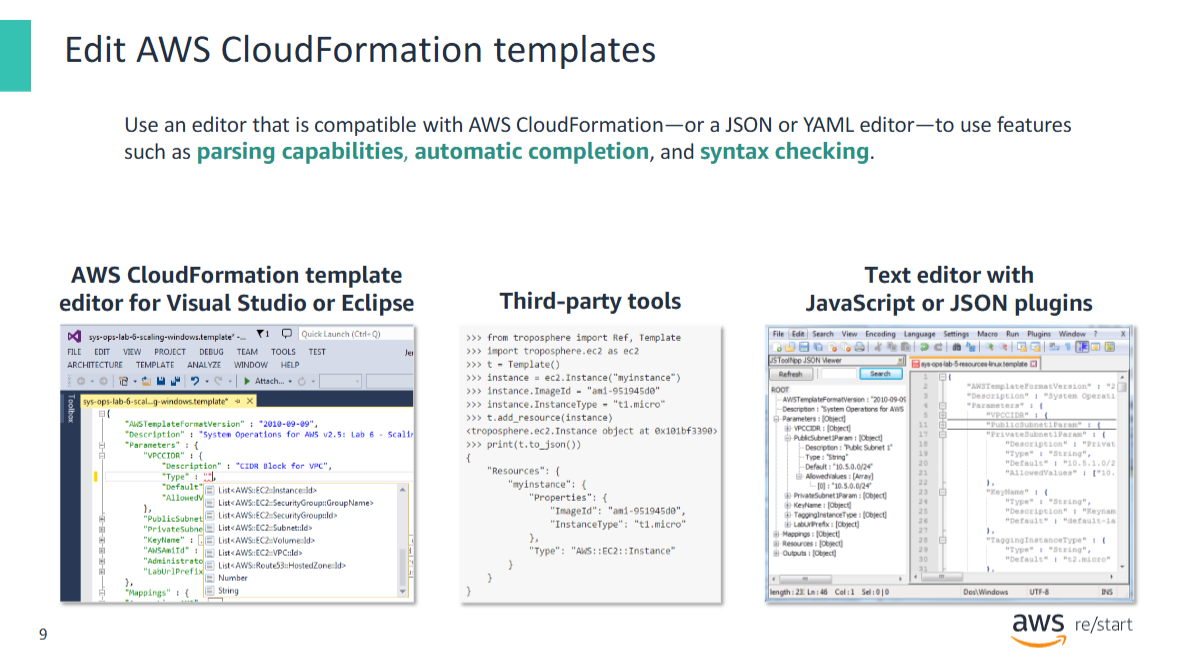 Edit AWS CloudFormation templates
Use an editor that is compatible with AWS CloudFormation—or a JSON or YAML editor—to use features
such as parsing capabilities, automatic completion, and syntax checking.
AWS CloudFormation template
editor for Visual Studio or Eclipse
sys-ops-lab-6-scaling-windows.template* -...
1
Quick Launch (Ctrl+Q)
FILE EDIT VIEW PROJECT DEBUG TEAM TOOLS TEST
ARCHITECTURE TEMPLATE ANALYZE WINDOW HELP
Attach...
Toolbox
sys-ops-lab-6-scal...g-windows.template*
{
"AWSTemplateFormatVersion" : "2010-09-09",
"Description" : "System Operations for AWS v2.5: Lab 6 - Scalin
"Parameters" : {
"VPCCIDR" : {
"Description" : "CIDR Block for VPC",
"Type" : "",
"Default"
"AllowedV
},
"PublicSubnet
"PrivateSubne
"KeyName" : {
"AWSAmiId" :
"Administrato
"LabUrlPrefix
},
"Mappings" : {
List<AWS::EC2::Instance::Id>
List<AWS::EC2::SecurityGroup::GroupName>
List<AWS::EC2::SecurityGroup::Id>
List<AWS::EC2::Subnet::Id>
List<AWS::EC2::Volume::Id>
List<AWS::EC2::VPC::Id>
List<AWS::Route53::HostedZone::Id>
Number
String
Third-party tools
>>> from troposphere import Ref, Template
>>> import troposphere.ec2 as ec2
>>> t = Template()
>>> instance = ec2.Instance("myinstance")
>>> instance.ImageId = "ami-951945d0"
>>> instance.InstanceType = "t1.micro"
>>> t.add_resource(instance)
<troposphere.ec2.Instance object at 0x101bf3390>
>>> print(t.to_json())
{
"Resources": {
"myinstance": {
"Properties": {
"ImageId": "ami-951945d0",
"InstanceType": "t1.micro"
},
"Type": "AWS::EC2::Instance"
}
}
}
Text editor with
JavaScript or JSON plugins
File Edit Search View Encoding Language Settings Macro Run Plugins Window ? X
JSToolNpp JSON Viewer
Refresh
Search
ROOT
AWSTemplateFormatVersion : "2010-09-09
Description : "System Operations for AWS
Parameters : [Object]
VPCCIDR : [Object]
PublicSubnet1Param : [Object]
Description : "Public Subnet 1"
Type : "String"
Default : "10.5.0.0/24"
AllowedValues : [Array]
[0] : "10.5.0.0/24"
PrivateSubnet1Param : [Object]
KeyName : [Object]
TaggingInstanceType : [Object]
LabUrlPrefix : [Object]
Mappings : [Object]
Resources : [Object]
Outputs : [Object]
sys-ops-lab-5-resources-linux.template
1 {
2 "AWSTemplateFormatVersion" : "2
3 "Description" : "System Operati
4 "Parameters" : {
5 "VPCCIDR" : {
11 "PublicSubnet1Param" : {
17 "PrivateSubnet1Param" : {
18 "Description" : "Privat
19 "Type" : "String",
20 "Default" : "10.5.1.0/2
21 "AllowedValues" : ["10.
22 },
23 "KeyName" : {
24 "Type" : "String",
25 "Description" : "Keynam
26 "Default" : "default-la
27 },
28 "TaggingInstanceType" : {
29 "Type" : "String",
30 "Default" : "t2.micro"
31 },
length : 23 Ln : 46 Col : 1 Sel : 0 | 0
Dos\Windows
UTF-8
INS
9
aws re/start